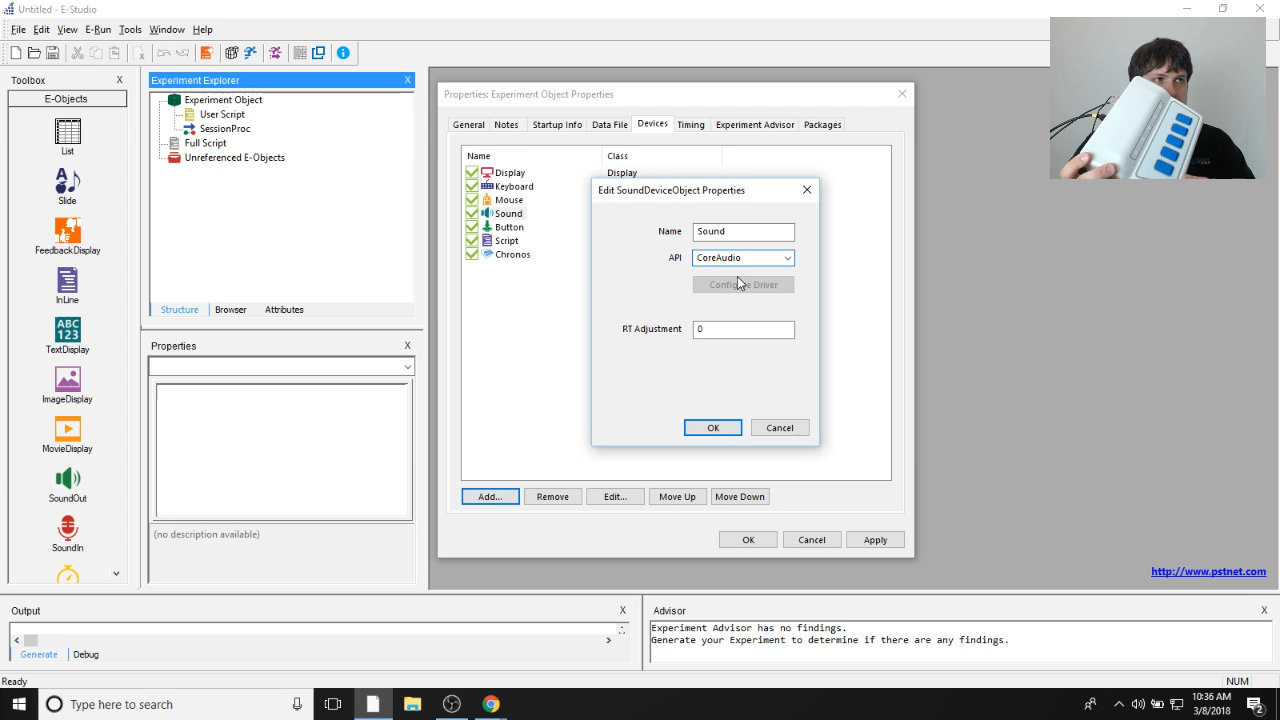 Untitled - E-Studio
File Edit View E-Run Tools Window Help
Toolbox X
E-Objects
List
Slide
FeedbackDisplay
InLine
ABC
123
TextDisplay
ImageDisplay
MovieDisplay
SoundOut
SoundIn
Experiment Explorer X
Experiment Object
User Script
SessionProc
Full Script
Unreferenced E-Objects
Structure Browser Attributes
Properties X
(no description available)
Properties: Experiment Object Properties
General Notes Startup Info Data File Devices Timing Experiment Advisor Packages
Name Class
Display Display
Keyboard
Mouse
Sound
Button
Script
Chronos
Edit SoundDeviceObject Properties
Name Sound
API CoreAudio
Configure Driver
RT Adjustment 0
OK Cancel
Add... Remove Edit... Move Up Move Down
OK Cancel Apply
http://www.pstnet.com
Output X
Generate Debug
Advisor X
Experiment Advisor has no findings.
Generate your Experiment to determine if there are any findings.
Ready NUM
Type here to search
10:36 AM
3/8/2018
2